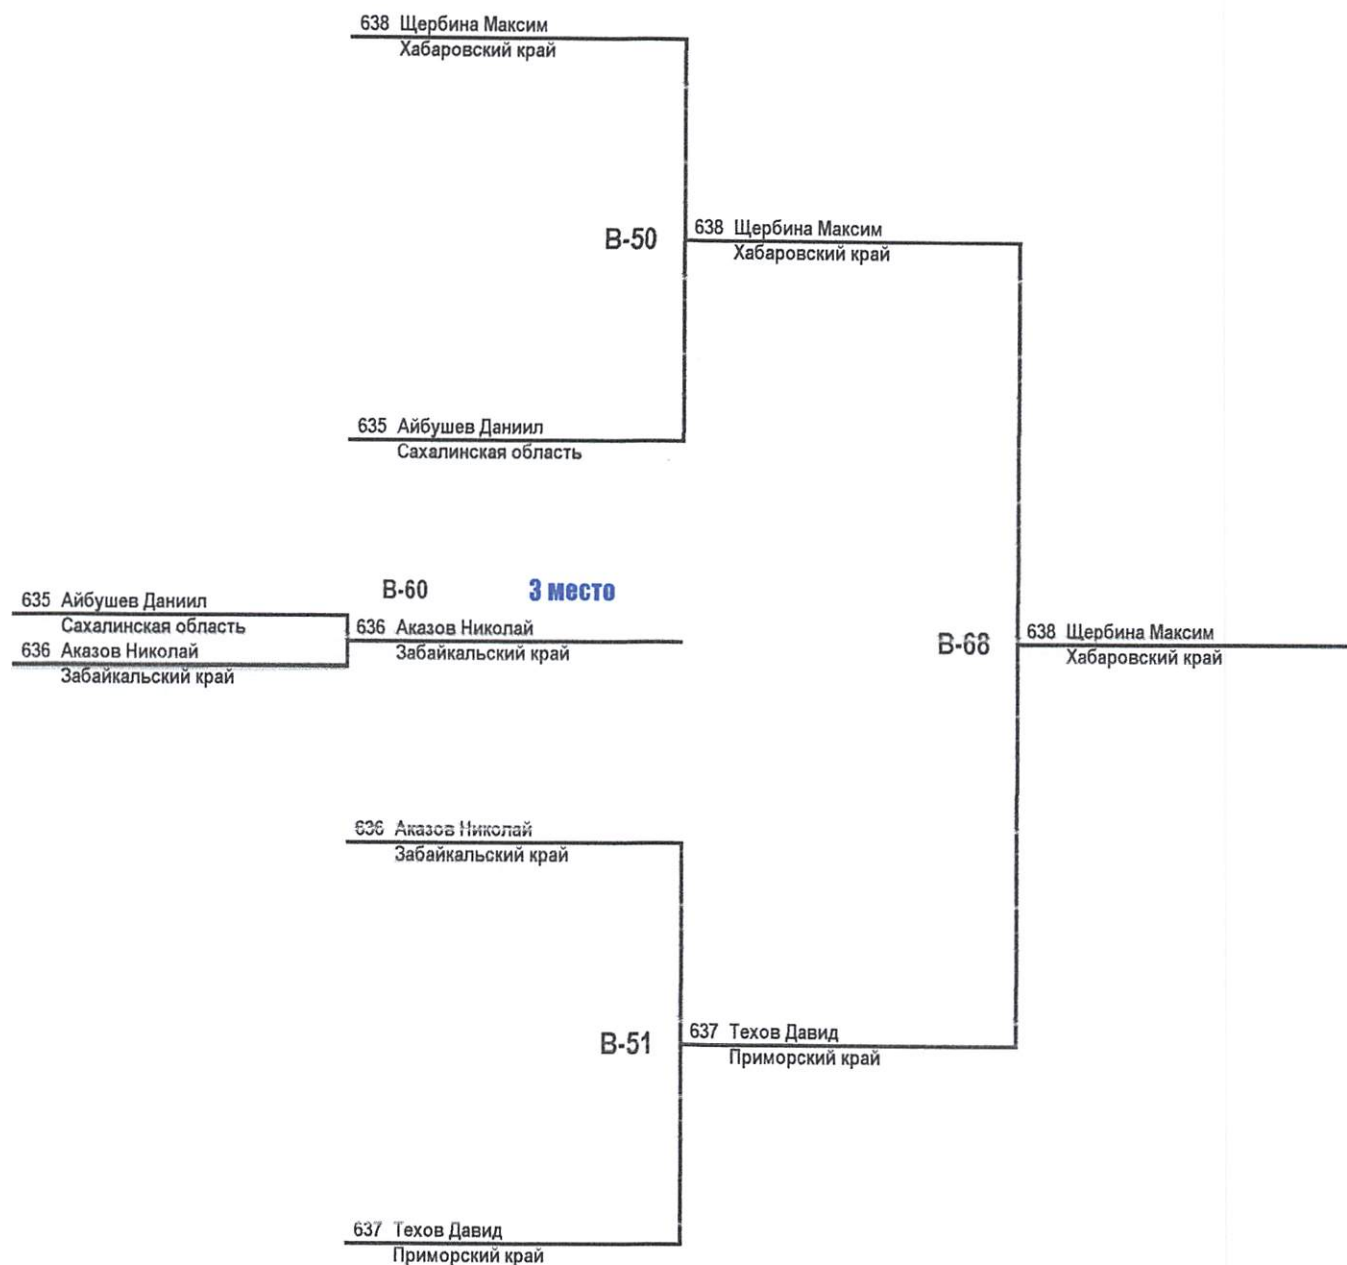 638 Щербина Максим
Хабаровский край
B-50
638 Щербина Максим
Хабаровский край
635 Айбушев Даниил
Сахалинская область
B-60
3 место
635 Айбушев Даниил
Сахалинская область
636 Аказов Николай
Забайкальский край
636 Аказов Николай
Забайкальский край
B-68
638 Щербина Максим
Хабаровский край
636 Аказов Николай
Забайкальский край
B-51
637 Техов Давид
Приморский край
637 Техов Давид
Приморский край